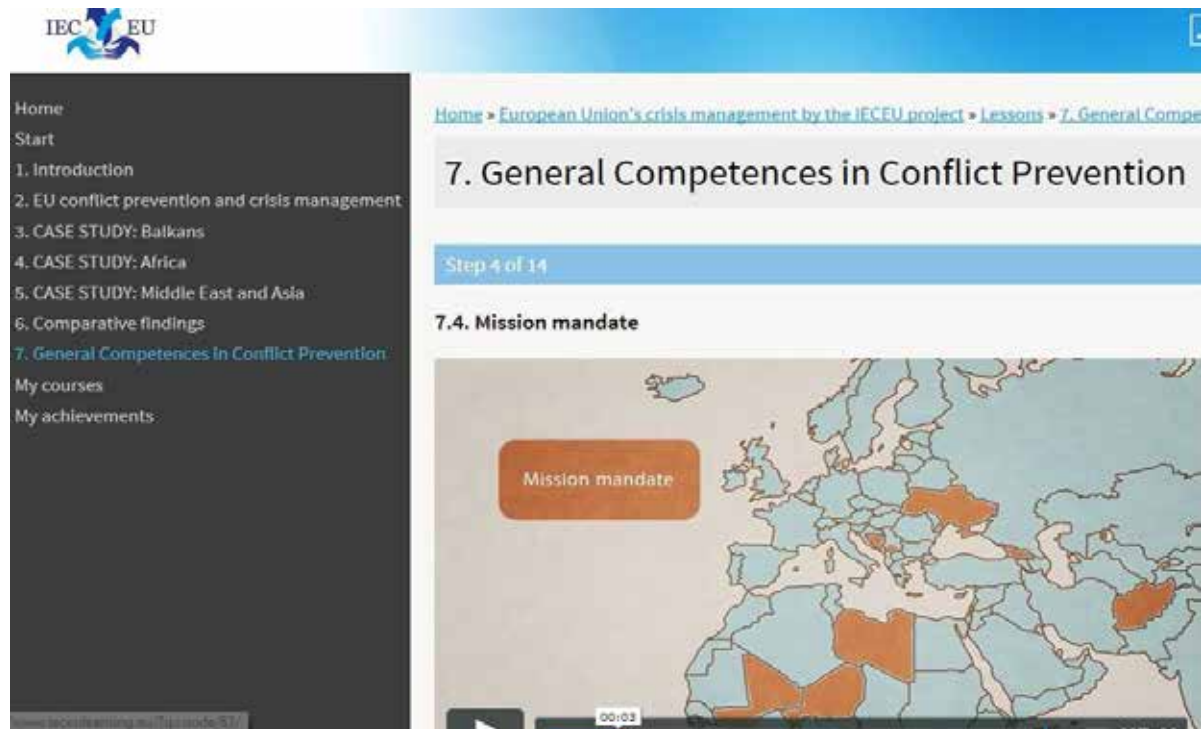 IEC EU
Home
Start
1. Introduction
2. EU conflict prevention and crisis management
3. CASE STUDY: Balkans
4. CASE STUDY: Africa
5. CASE STUDY: Middle East and Asia
6. Comparative findings
7. General Competences in Conflict Prevention
My courses
My achievements
Home » European Union's crisis management by the IECEU project » Lessons » 7. General Compe
7. General Competences in Conflict Prevention
Step 4 of 14
7.4. Mission mandate
Mission mandate
00:03